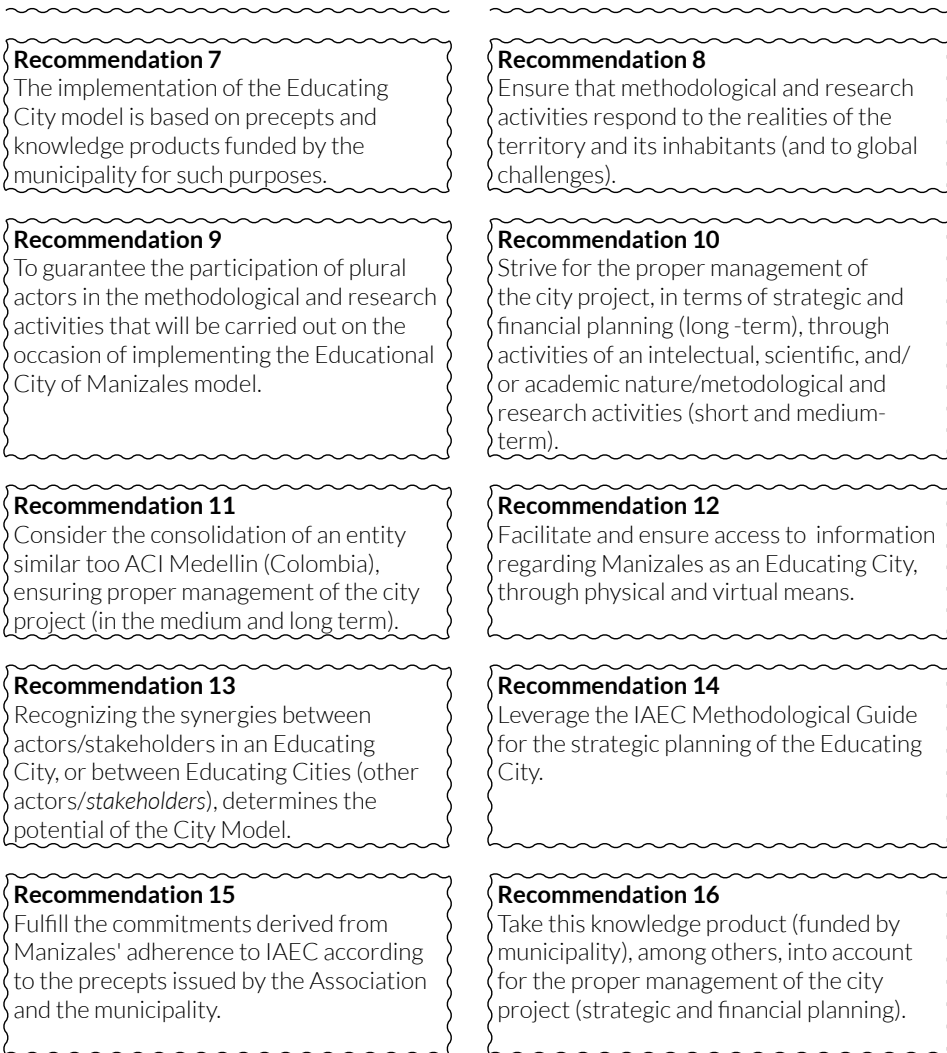 Recommendation 7
The implementation of the Educating
City model is based on precepts and
knowledge products funded by the
municipality for such purposes.
Recommendation 8
Ensure that methodological and research
activities respond to the realities of the
territory and its inhabitants (and to global
challenges).
Recommendation 9
To guarantee the participation of plural
actors in the methodological and research
activities that will be carried out on the
occasion of implementing the Educational
City of Manizales model.
Recommendation 10
Strive for the proper management of
the city project, in terms of strategic and
financial planning (long -term), through
activities of an intelectual, scientific, and/
or academic nature/metodological and
research activities (short and medium-
term).
Recommendation 11
Consider the consolidation of an entity
similar too ACI Medellin (Colombia),
ensuring proper management of the city
project (in the medium and long term).
Recommendation 12
Facilitate and ensure access to  information
regarding Manizales as an Educating City,
through physical and virtual means.
Recommendation 13
Recognizing the synergies between
actors/stakeholders in an Educating
City, or between Educating Cities (other
actors/stakeholders), determines the
potential of the City Model.
Recommendation 14
Leverage the IAEC Methodological Guide
for the strategic planning of the Educating
City.
Recommendation 15
Fulfill the commitments derived from
Manizales' adherence to IAEC according
to the precepts issued by the Association
and the municipality.
Recommendation 16
Take this knowledge product (funded by
municipality), among others, into account
for the proper management of the city
project (strategic and financial planning).